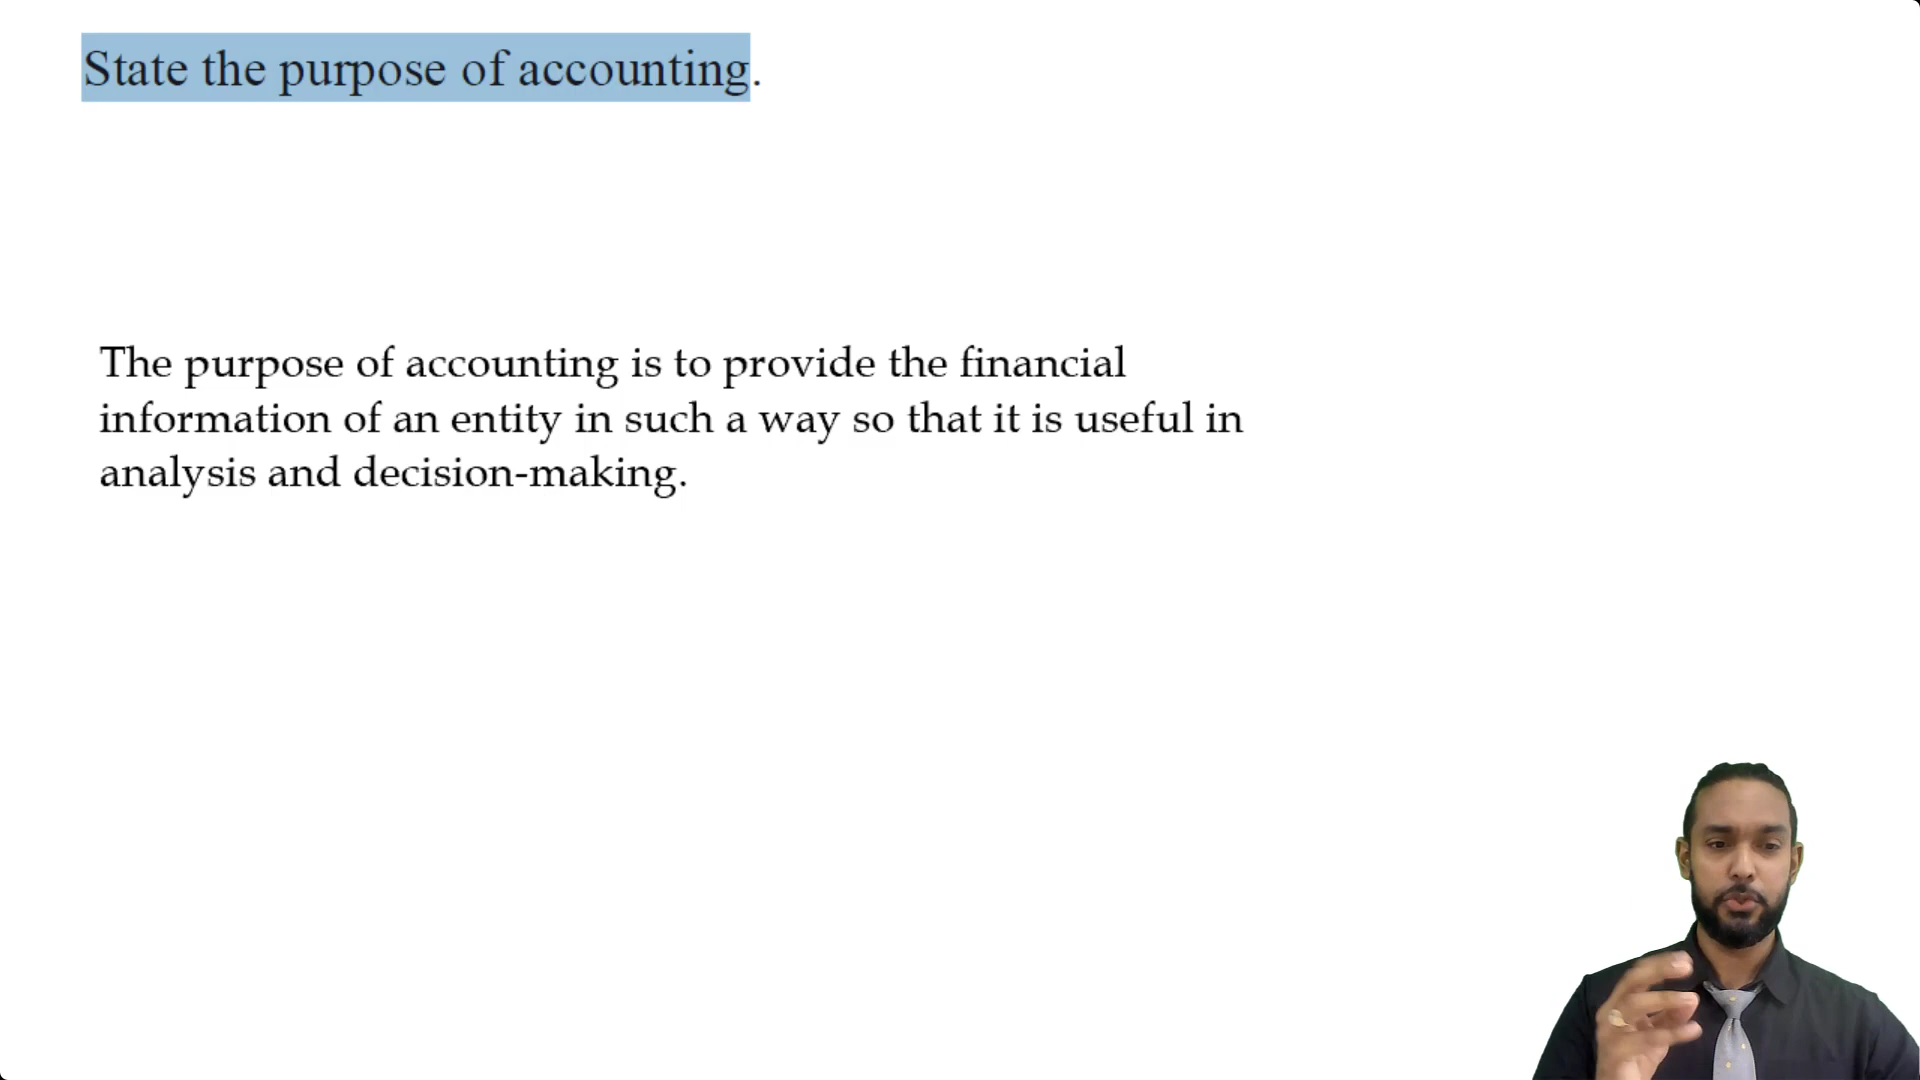 State the purpose of accounting.
The purpose of accounting is to provide the financial
information of an entity in such a way so that it is useful in
analysis and decision-making.